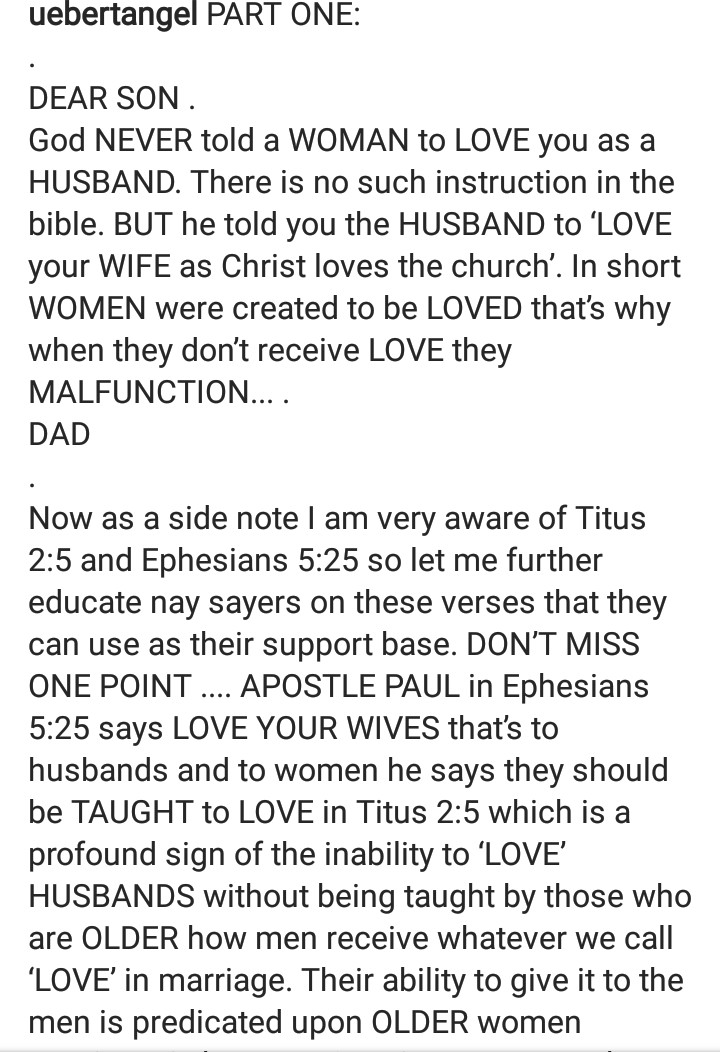 uebertangel PART ONE:
.
DEAR SON .
God NEVER told a WOMAN to LOVE you as a
HUSBAND. There is no such instruction in the
bible. BUT he told you the HUSBAND to ‘LOVE
your WIFE as Christ loves the church’. In short
WOMEN were created to be LOVED that’s why
when they don’t receive LOVE they
MALFUNCTION... .
DAD
.
Now as a side note I am very aware of Titus
2:5 and Ephesians 5:25 so let me further
educate nay sayers on these verses that they
can use as their support base. DON’T MISS
ONE POINT .... APOSTLE PAUL in Ephesians
5:25 says LOVE YOUR WIVES that’s to
husbands and to women he says they should
be TAUGHT to LOVE in Titus 2:5 which is a
profound sign of the inability to ‘LOVE’
HUSBANDS without being taught by those who
are OLDER how men receive whatever we call
‘LOVE’ in marriage. Their ability to give it to the
men is predicated upon OLDER women